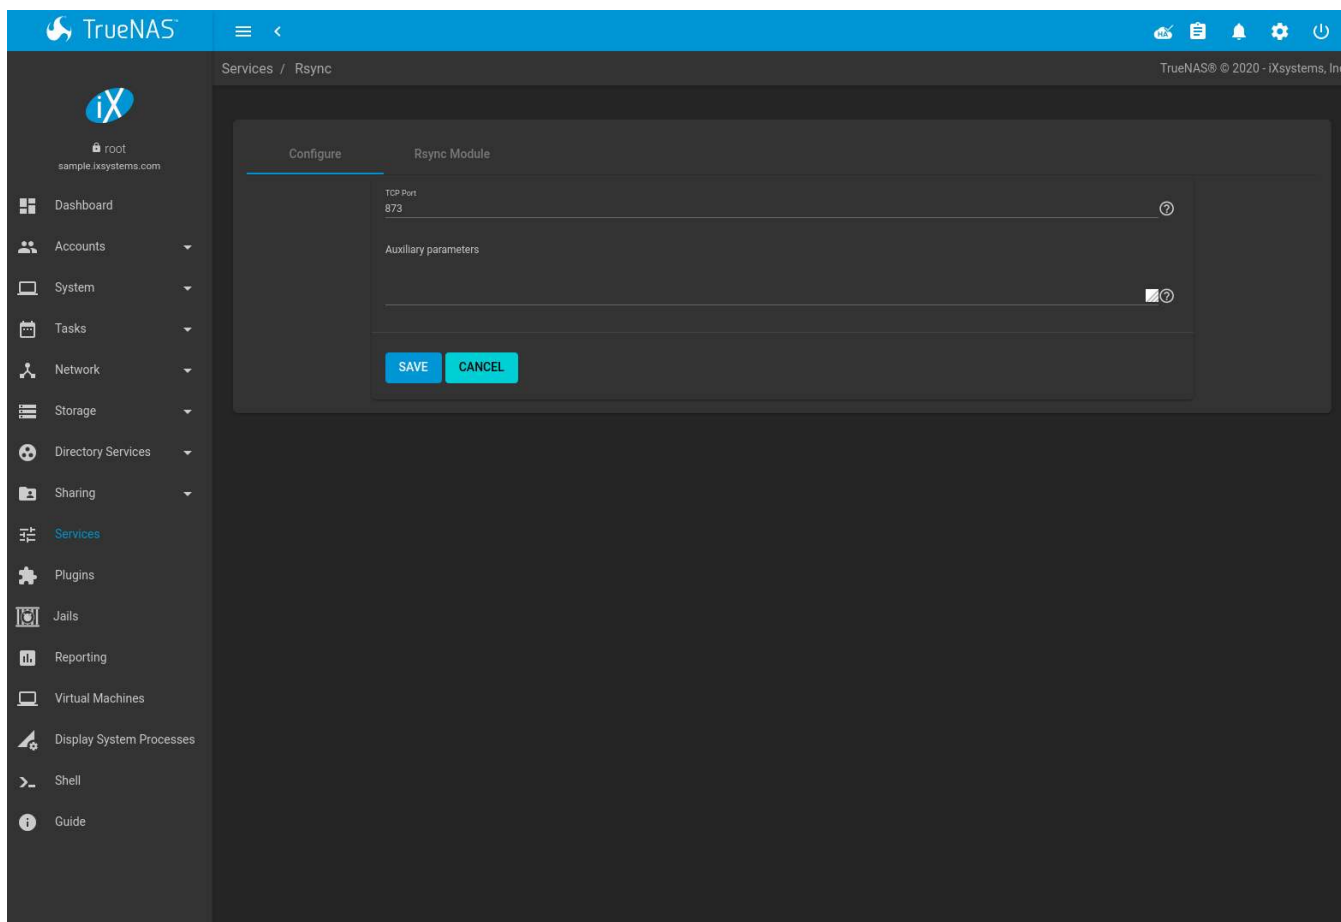 TrueNAS
Services / Rsync
TrueNAS® © 2020 - iXsystems, Inc
iX
root
sample.ixsystems.com
Configure
Rsync Module
TCP Port
873
Auxiliary parameters
SAVE
CANCEL
Dashboard
Accounts
System
Tasks
Network
Storage
Directory Services
Sharing
Services
Plugins
Jails
Reporting
Virtual Machines
Display System Processes
Shell
Guide